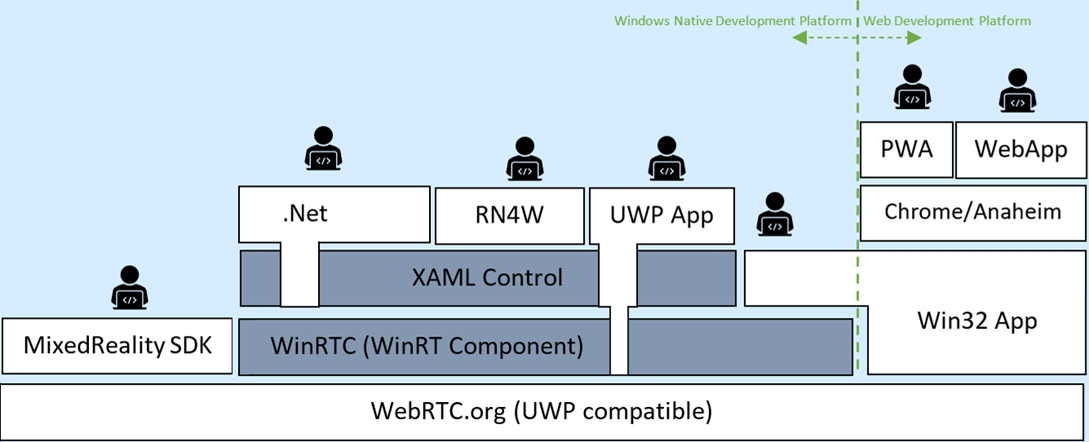 Windows Native Development Platform
Web Development Platform
</>
</>
PWA
WebApp
</>
</>
</>
.Net
RN4W
UWP App
</>
Chrome/Anaheim
XAML Control
</>
MixedReality SDK
WinRTC (WinRT Component)
Win32 App
WebRTC.org (UWP compatible)